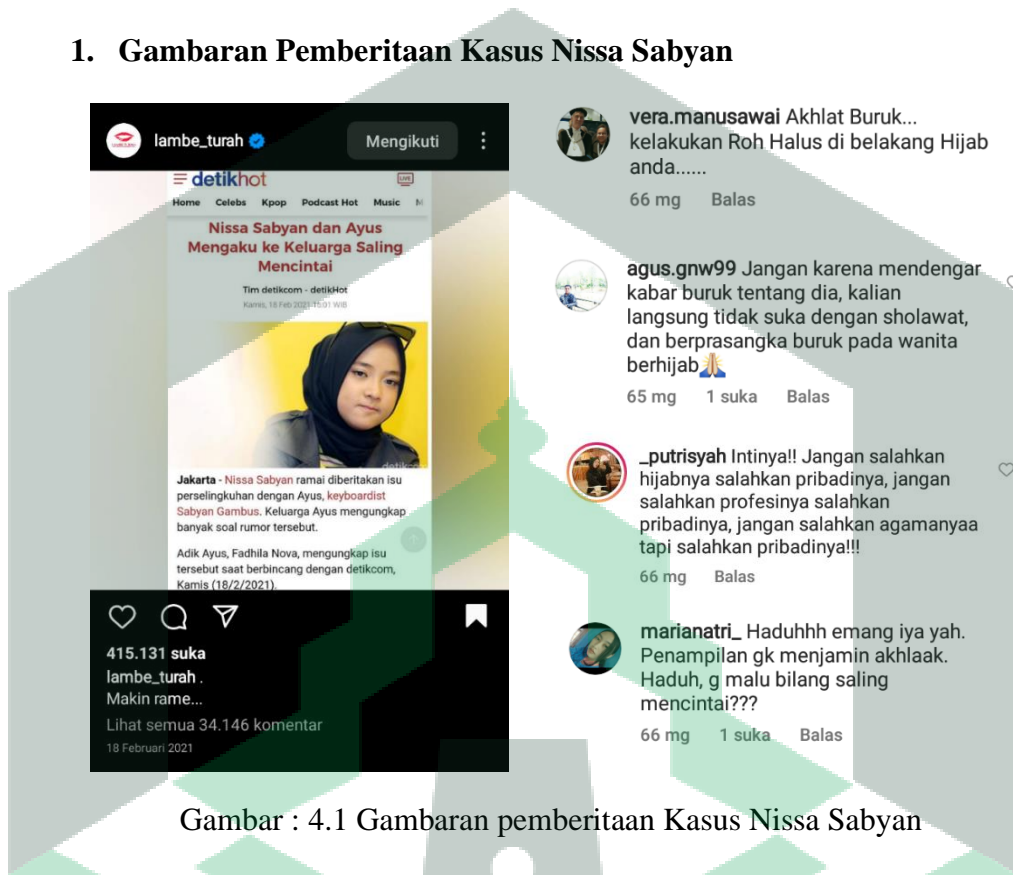 1. Gambaran Pemberitaan Kasus Nissa Sabyan
lambe_turah
Mengikuti
detikhot
LIVE
Home Celebs Kpop Podcast Hot Music M
Nissa Sabyan dan Ayus
Mengaku ke Keluarga Saling
Mencintai
Tim detikcom - detikHot
Kamis, 18 Feb 2021 16:01 WIB
detikcom
Jakarta - Nissa Sabyan ramai diberitakan isu
perselingkuhan dengan Ayus, keyboardist
Sabyan Gambus. Keluarga Ayus mengungkap
banyak soal rumor tersebut.
Adik Ayus, Fadhila Nova, mengungkap isu
tersebut saat berbincang dengan detikcom,
Kamis (18/2/2021).
415.131 suka
lambe_turah .
Makin rame...
Lihat semua 34.146 komentar
18 Februari 2021
vera.manusawai Akhlat Buruk...
kelakukan Roh Halus di belakang Hijab
anda......
66 mg Balas
agus.gnw99 Jangan karena mendengar
kabar buruk tentang dia, kalian
langsung tidak suka dengan sholawat,
dan berprasangka buruk pada wanita
berhijab🙏
65 mg 1 suka Balas
_putrisyah Intinya!! Jangan salahkan
hijabnya salahkan pribadinya, jangan
salahkan profesinya salahkan
pribadinya, jangan salahkan agamanyaa
tapi salahkan pribadinya!!!
66 mg Balas
marianatri_ Haduhhh emang iya yah.
Penampilan gk menjamin akhlaak.
Haduh, g malu bilang saling
mencintai???
66 mg 1 suka Balas
Gambar : 4.1 Gambaran pemberitaan Kasus Nissa Sabyan